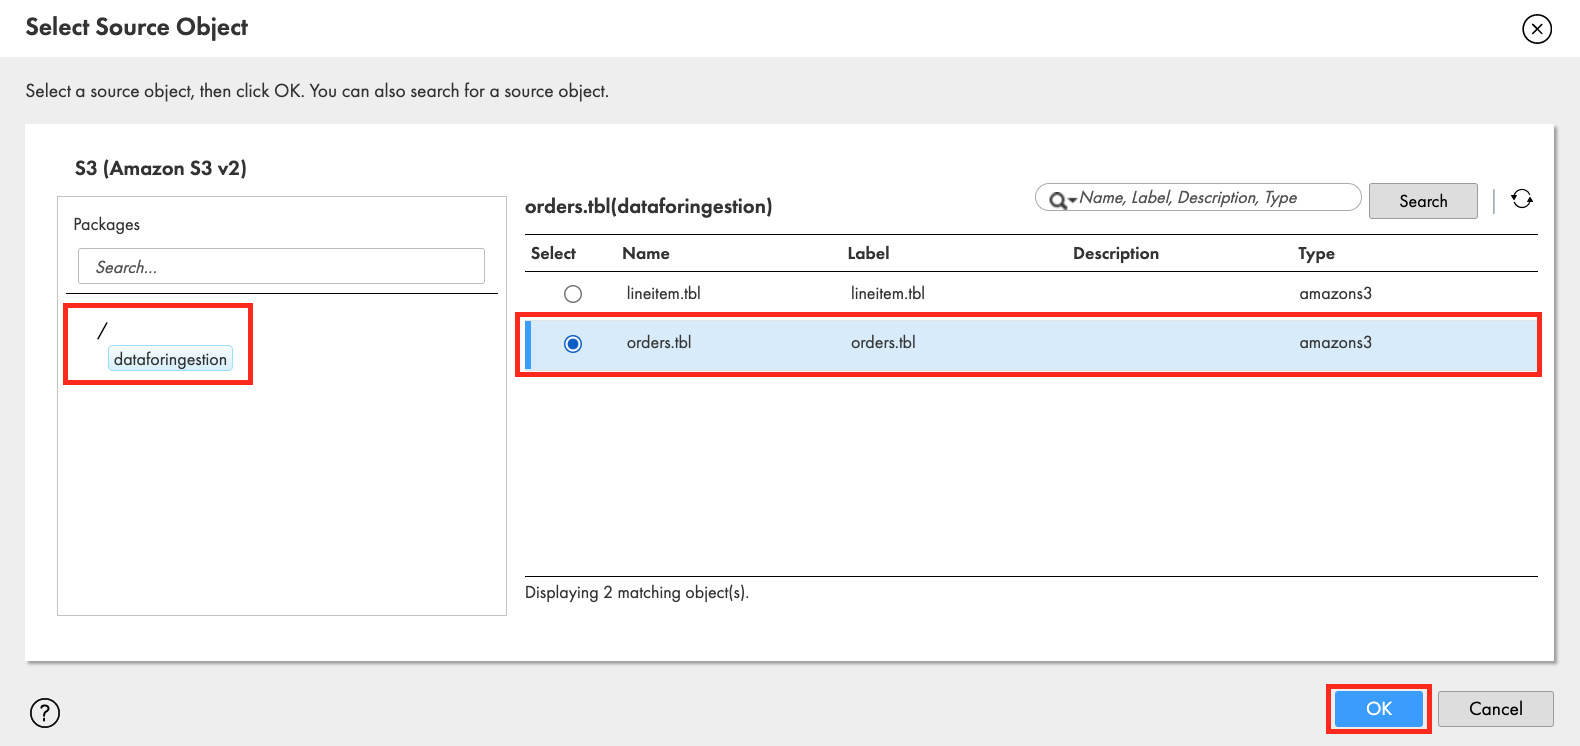 Select Source Object
Select a source object, then click OK. You can also search for a source object.
S3 (Amazon S3 v2)
Packages
Search...
/
dataforingestion
orders.tbl(dataforingestion)
Name, Label, Description, Type
Search
Select Name Label Description Type
lineitem.tbl lineitem.tbl amazons3
orders.tbl orders.tbl amazons3
Displaying 2 matching object(s).
?
OK
Cancel